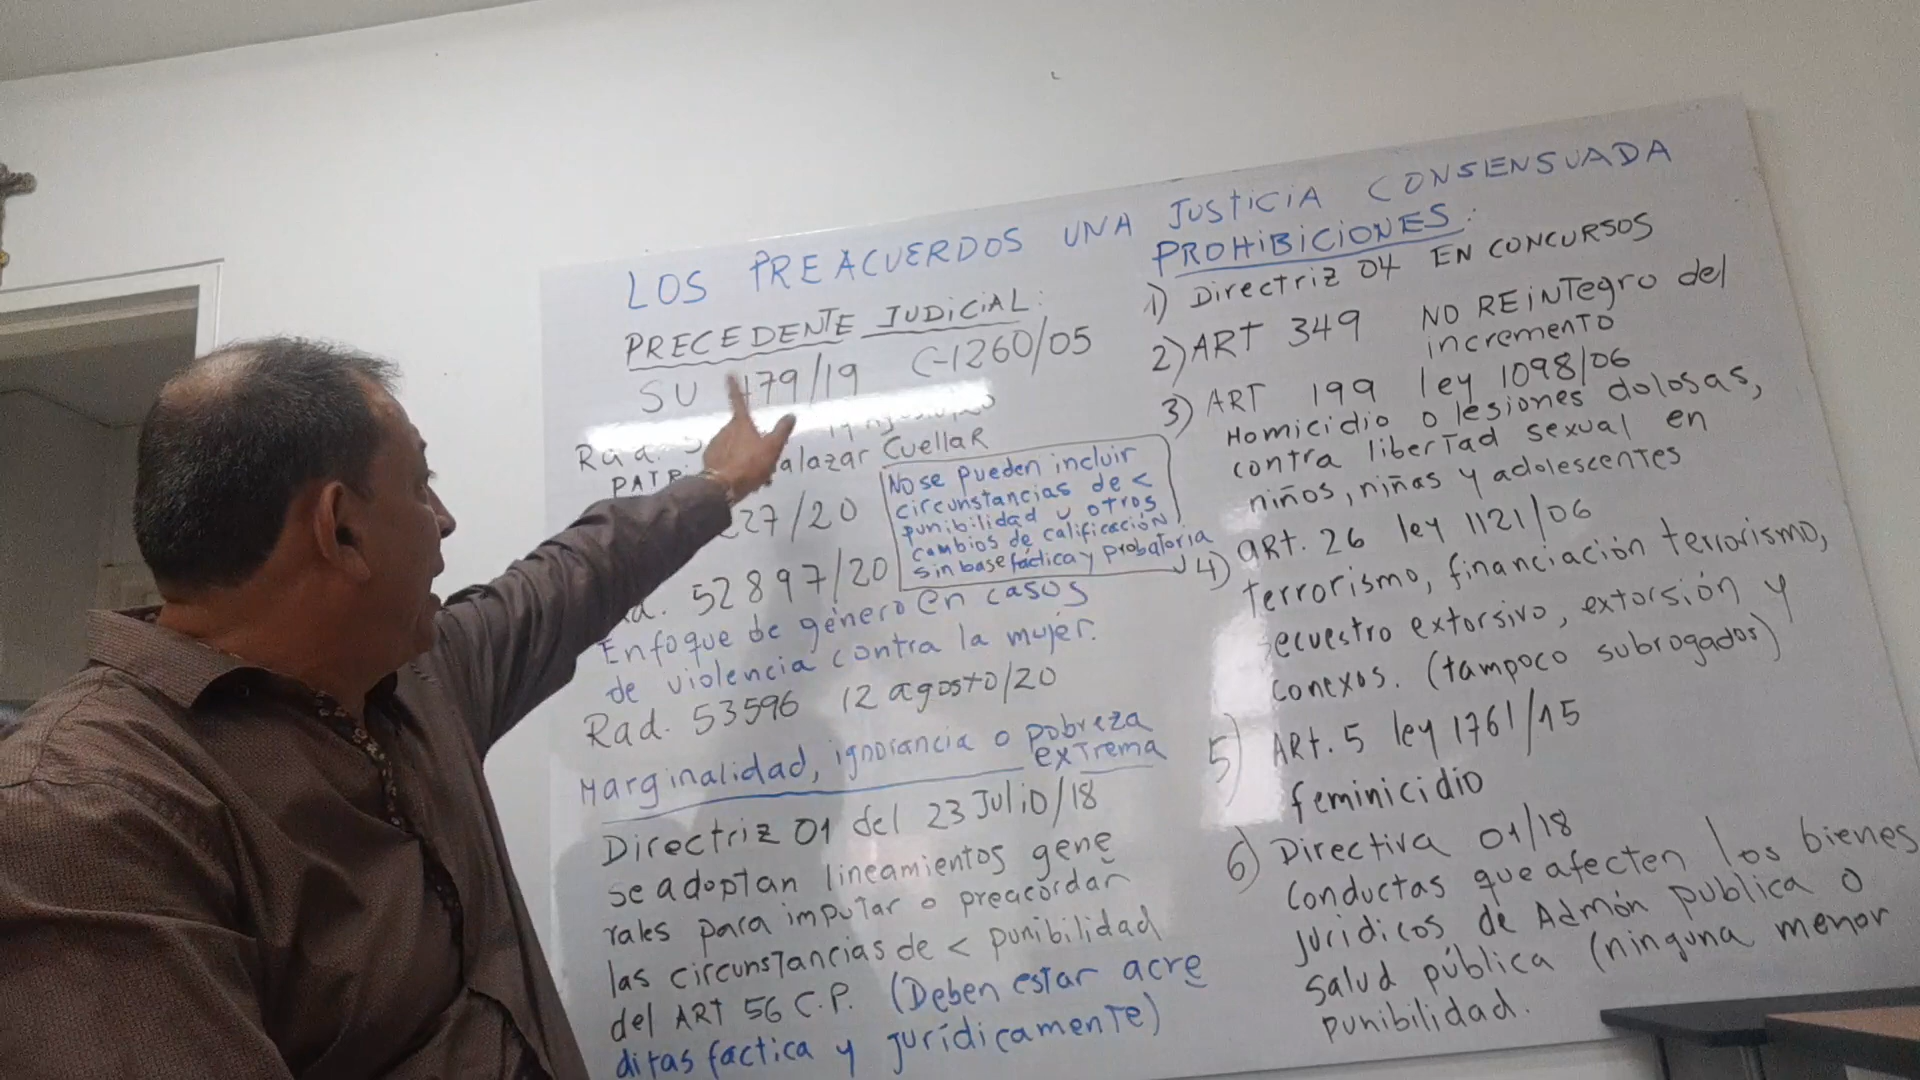 LOS PREACUERDOS UNA JUSTICIA CONSENSUADA
PRECEDENTE JUDICIAL:
SU 479/19 C-1260/05
Rad.
Salazar Cuellar
227/20
No se pueden incluir
circunstancias de <
punibilidad u otros
cambios de calificación
sin base fáctica y probatoria
52897/20
Enfoque de género en casos
de violencia contra la mujer.
Rad. 53596 12 agosto/20
Marginalidad, ignorancia o pobreza
extrema
Directriz 01 del 23 Julio/18
se adoptan lineamientos gene
rales para imputar o preacordar
las circunstancias de < punibilidad
del ART 56 C.P. (Deben estar acre
ditas factica y jurídicamente)
PROHIBICIONES:
1) Directriz 04 EN CONCURSOS
2) ART 349 NO REINTEGRO del
incremento
3) ART 199 ley 1098/06
Homicidio o lesiones dolosas,
contra libertad sexual en
niños, niñas y adolescentes
4) art. 26 ley 1121/06
terrorismo, financiación terrorismo,
secuestro extorsivo, extorsión y
conexos. (tampoco subrogados)
5) ART. 5 ley 1761/15
feminicidio
6) Directiva 01/18
conductas que afecten los bienes
juridicos de Admón publica o
salud pública (ninguna menor
punibilidad.